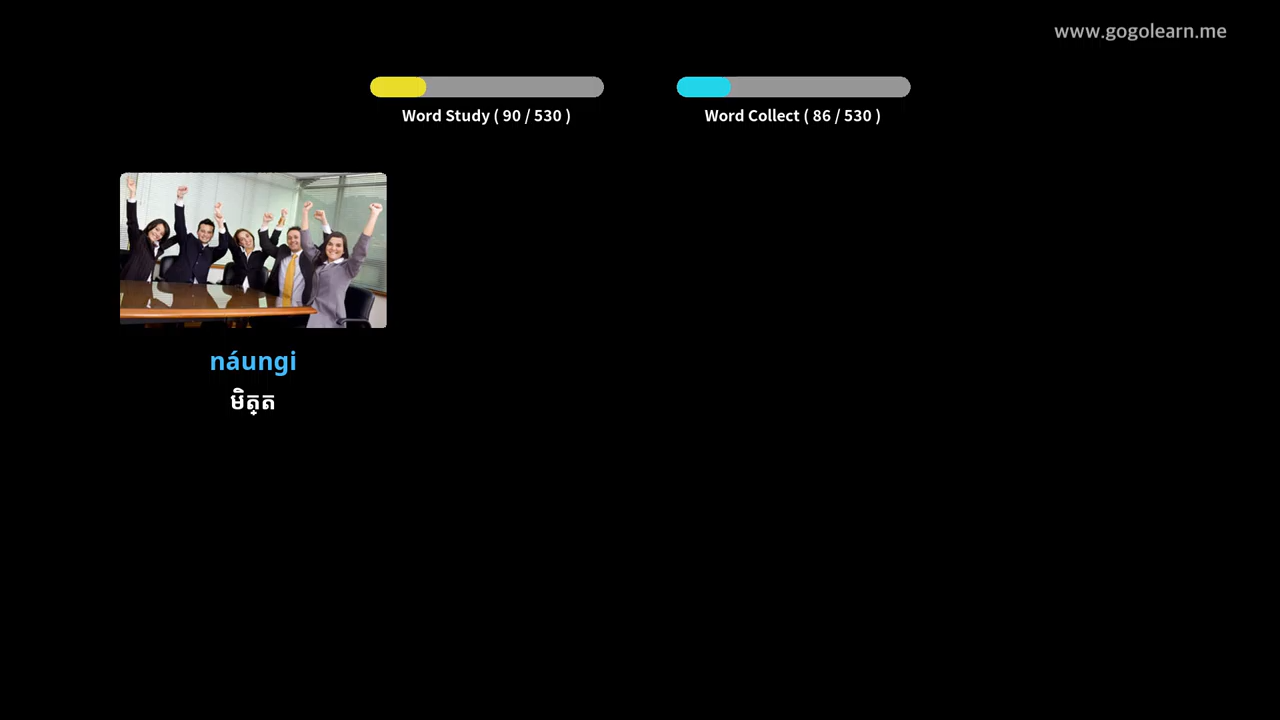 www.gogolearn.me
Word Study ( 90 / 530 )
Word Collect ( 86 / 530 )
náungi
មិត្ត